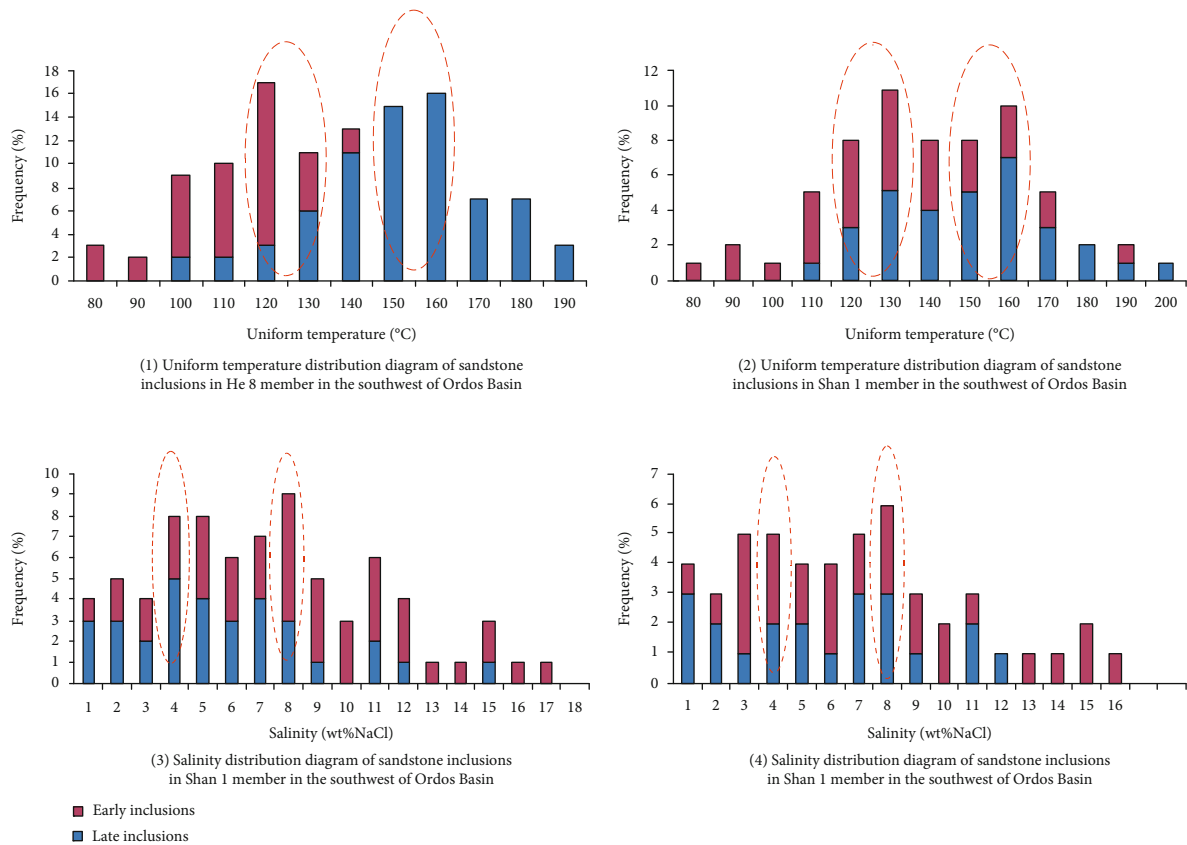 18
16
14
12
10
8
6
4
2
0
Frequency (%)
80 90 100 110 120 130 140 150 160 170 180 190
Uniform temperature (°C)
(1) Uniform temperature distribution diagram of sandstone
inclusions in He 8 member in the southwest of Ordos Basin
12
10
8
6
4
2
0
Frequency (%)
80 90 100 110 120 130 140 150 160 170 180 190 200
Uniform temperature (°C)
(2) Uniform temperature distribution diagram of sandstone
inclusions in Shan 1 member in the southwest of Ordos Basin
10
9
8
7
6
5
4
3
2
1
0
Frequency (%)
1 2 3 4 5 6 7 8 9 10 11 12 13 14 15 16 17 18
Salinity (wt%NaCl)
(3) Salinity distribution diagram of sandstone inclusions
in Shan 1 member in the southwest of Ordos Basin
7
6
5
4
3
2
1
0
Frequency (%)
1 2 3 4 5 6 7 8 9 10 11 12 13 14 15 16
Salinity (wt%NaCl)
(4) Salinity distribution diagram of sandstone inclusions
in Shan 1 member in the southwest of Ordos Basin
Early inclusions
Late inclusions